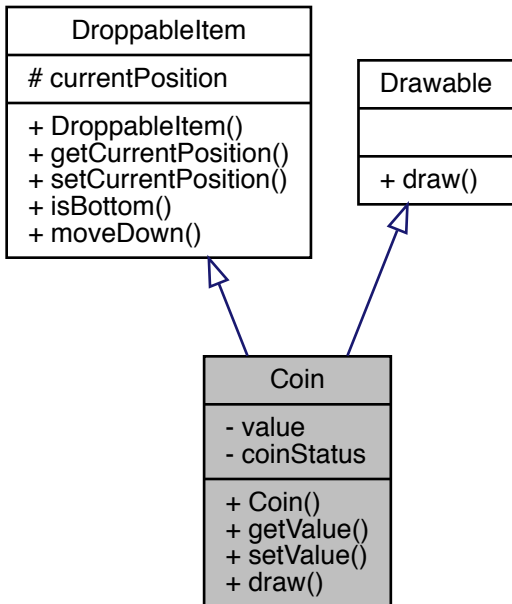 DroppableItem
# currentPosition
+ DroppableItem()
+ getCurrentPosition()
+ setCurrentPosition()
+ isBottom()
+ moveDown()
Drawable
+ draw()
Coin
- value
- coinStatus
+ Coin()
+ getValue()
+ setValue()
+ draw()